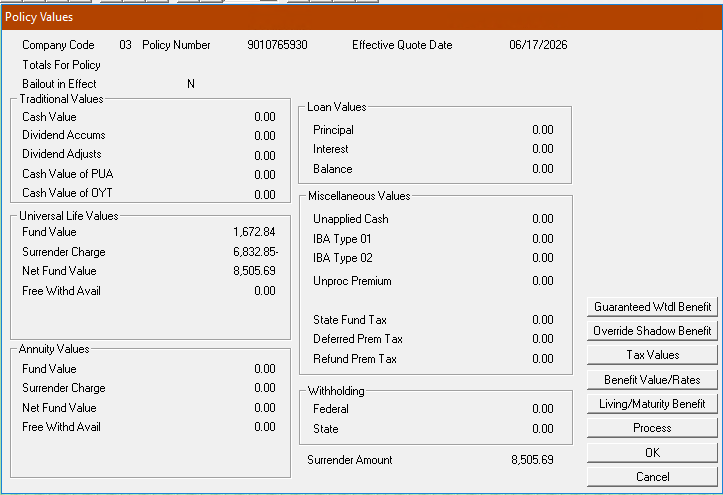 Policy Values
Company Code 03 Policy Number 9010765930 Effective Quote Date 06/17/2026
Totals For Policy
Bailout in Effect N
Traditional Values
Cash Value 0.00
Dividend Accums 0.00
Dividend Adjusts 0.00
Cash Value of PUA 0.00
Cash Value of OYT 0.00
Universal Life Values
Fund Value 1,672.84
Surrender Charge 6,832.85-
Net Fund Value 8,505.69
Free Withd Avail 0.00
Annuity Values
Fund Value 0.00
Surrender Charge 0.00
Net Fund Value 0.00
Free Withd Avail 0.00
Loan Values
Principal 0.00
Interest 0.00
Balance 0.00
Miscellaneous Values
Unapplied Cash 0.00
IBA Type 01 0.00
IBA Type 02 0.00
Unproc Premium 0.00
State Fund Tax 0.00
Deferred Prem Tax 0.00
Refund Prem Tax 0.00
Withholding
Federal 0.00
State 0.00
Surrender Amount 8,505.69
Guaranteed Wtdl Benefit
Override Shadow Benefit
Tax Values
Benefit Value/Rates
Living/Maturity Benefit
Process
OK
Cancel